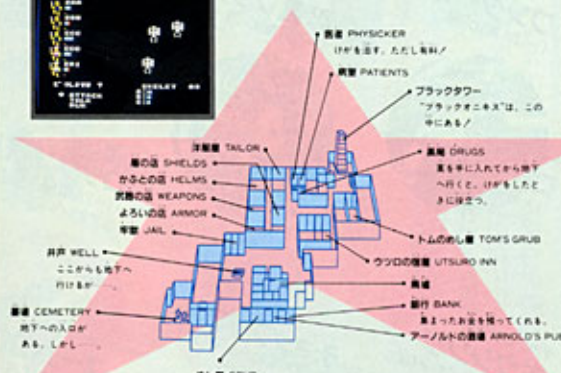 医者 PHYSICKER
けがを治す。ただし有料！
病室 PATIENTS
ブラックタワー
“ブラックオニキス”は、この
中にある！
洋服屋 TAILOR
盾の店 SHIELDS
かぶとの店 HELMS
武器の店 WEAPONS
よろいの店 ARMOR
牢獄 JAIL
井戸 WELL
ここからも地下へ
行けるが……。
墓場 CEMETERY
地下への入口が
ある。しかし……。
薬局 DRUGS
薬を手に入れてから地下
へ行くと、けがをしたと
きに役立つ。
トムのめし屋 TOM'S GRUB
ウツロの宿屋 UTSURO INN
廃墟
銀行 BANK
集まったお金を預ってくれる。
アーノルドの酒場 ARNOLD'S PUB
ATTACK
TALK
RUN